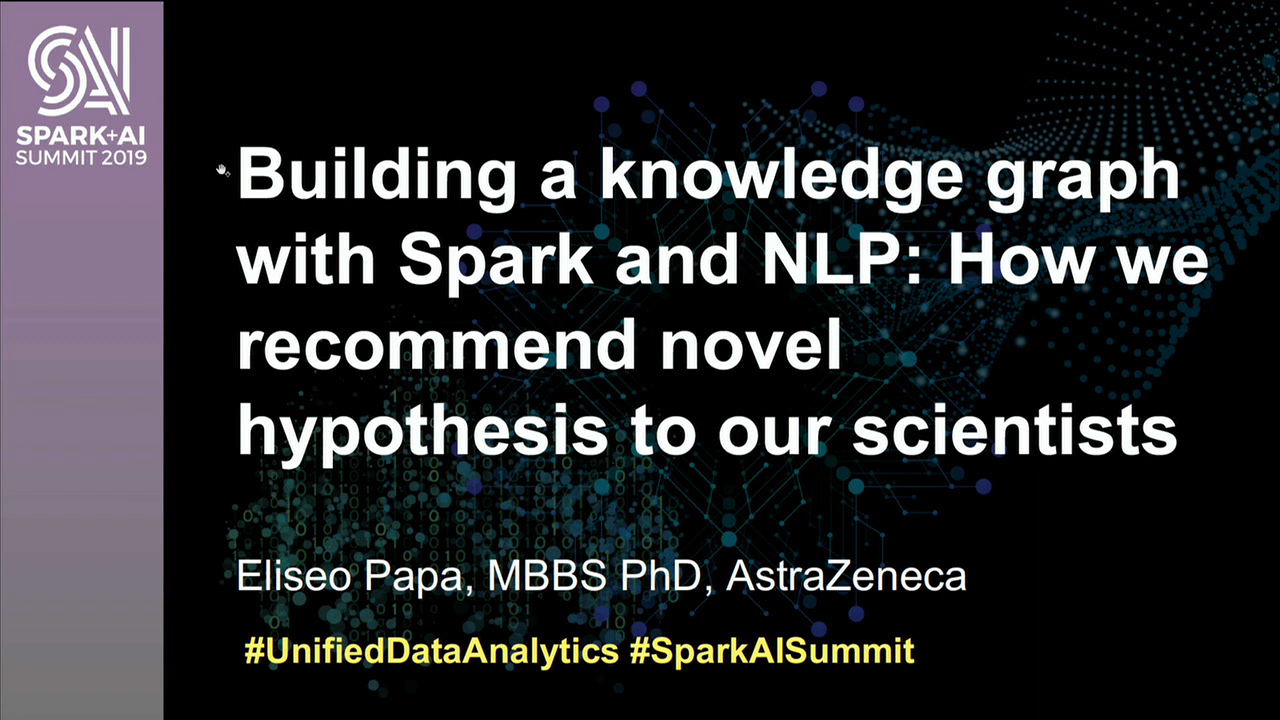 SPARK+AI
SUMMIT 2019
Building a knowledge graph
with Spark and NLP: How we
recommend novel
hypothesis to our scientists
Eliseo Papa, MBBS PhD, AstraZeneca
#UnifiedDataAnalytics #SparkAISummit